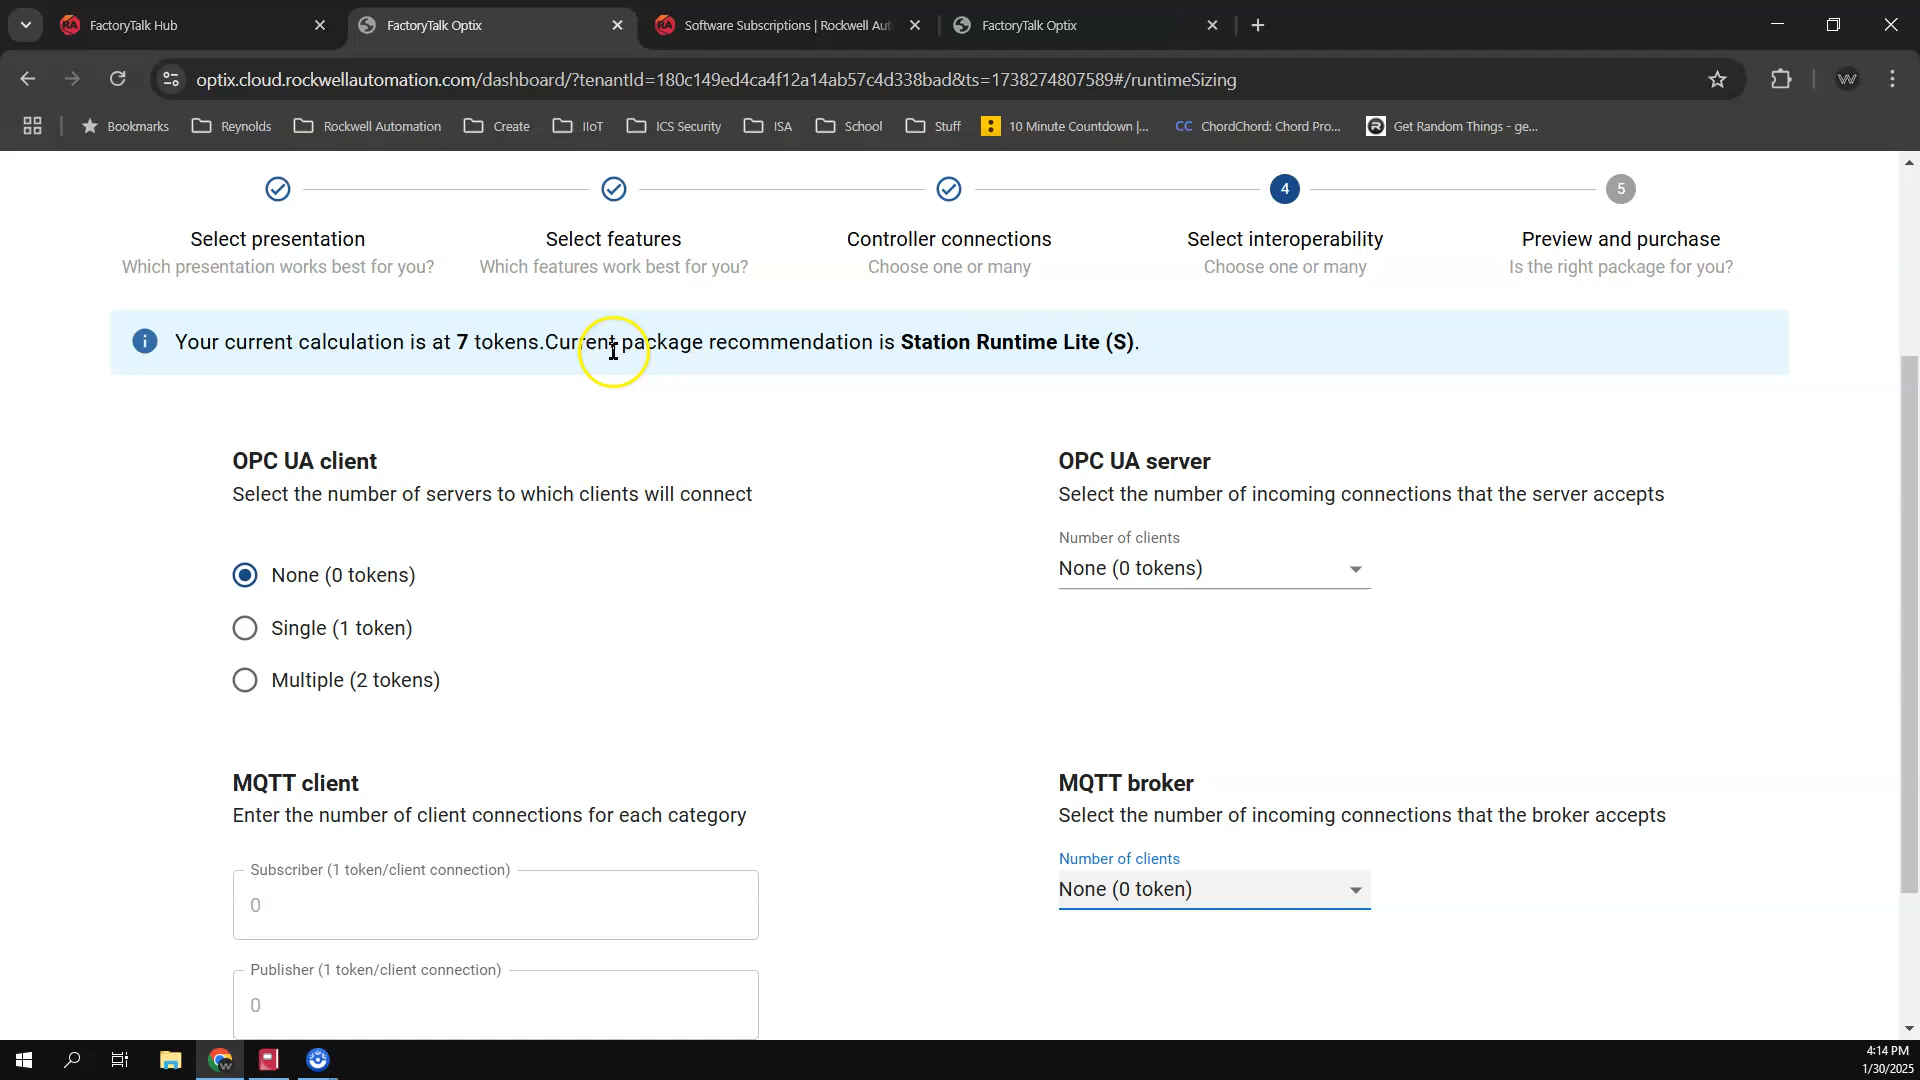 FactoryTalk Hub
FactoryTalk Optix
Software Subscriptions | Rockwell Aut
FactoryTalk Optix
optix.cloud.rockwellautomation.com/dashboard/?tenantId=180c149ed4ca4f12a14ab57c4d338bad&ts=1738274807589#/runtimeSizing
Bookmarks
Reynolds
Rockwell Automation
Create
IIoT
ICS Security
ISA
School
Stuff
10 Minute Countdown |...
CC ChordChord: Chord Pro...
Get Random Things - ge...
4
5
Select presentation
Select features
Controller connections
Select interoperability
Preview and purchase
Which presentation works best for you?
Which features work best for you?
Choose one or many
Choose one or many
Is the right package for you?
Your current calculation is at 7 tokens.Current package recommendation is Station Runtime Lite (S).
OPC UA client
Select the number of servers to which clients will connect
None (0 tokens)
Single (1 token)
Multiple (2 tokens)
OPC UA server
Select the number of incoming connections that the server accepts
Number of clients
None (0 tokens)
MQTT client
Enter the number of client connections for each category
Subscriber (1 token/client connection)
0
Publisher (1 token/client connection)
0
MQTT broker
Select the number of incoming connections that the broker accepts
Number of clients
None (0 token)
4:14 PM
1/30/2025